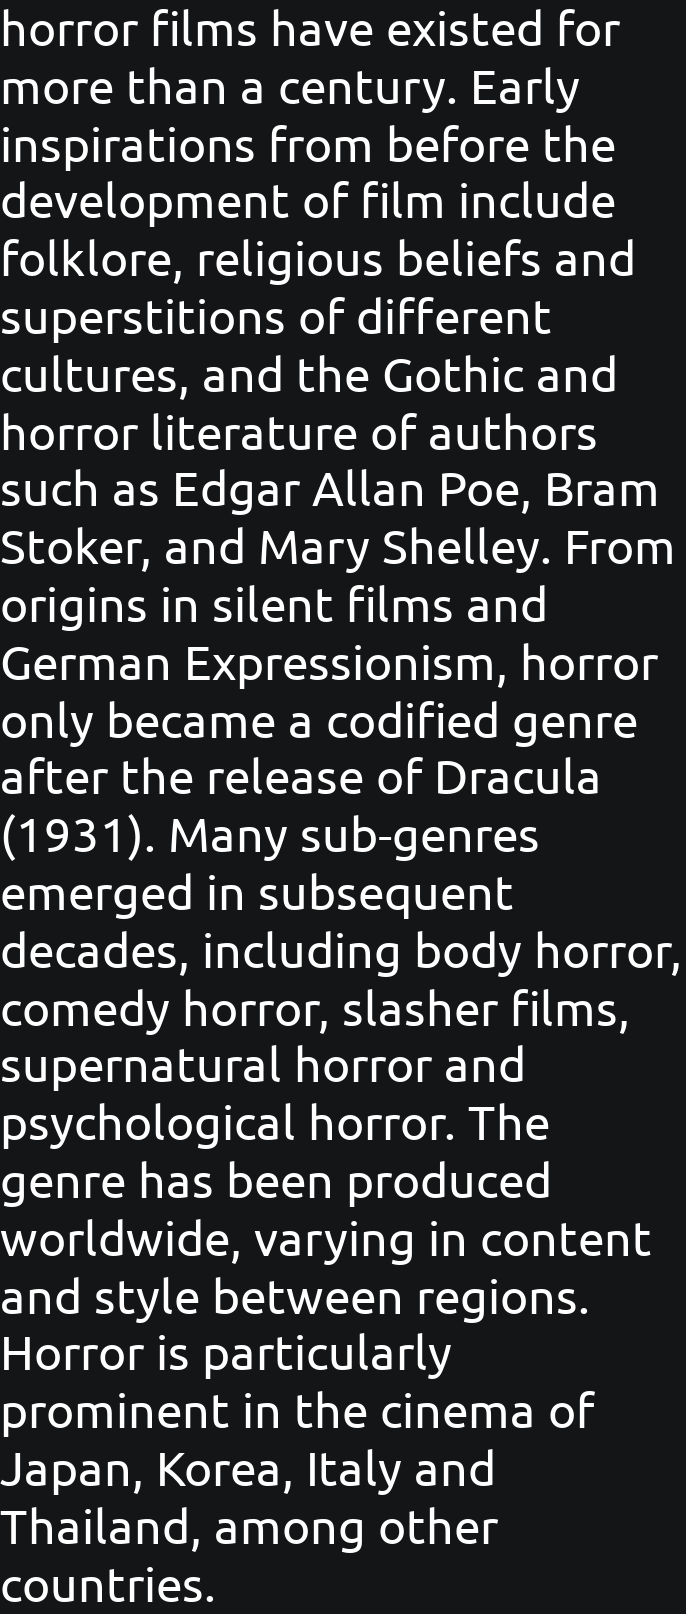 horror films have existed for
more than a century. Early
inspirations from before the
development of film include
folklore, religious beliefs and
superstitions of different
cultures, and the Gothic and
horror literature of authors
such as Edgar Allan Poe, Bram
Stoker, and Mary Shelley. From
origins in silent films and
German Expressionism, horror
only became a codified genre
after the release of Dracula
(1931). Many sub-genres
emerged in subsequent
decades, including body horror,
comedy horror, slasher films,
supernatural horror and
psychological horror. The
genre has been produced
worldwide, varying in content
and style between regions.
Horror is particularly
prominent in the cinema of
Japan, Korea, Italy and
Thailand, among other
countries.